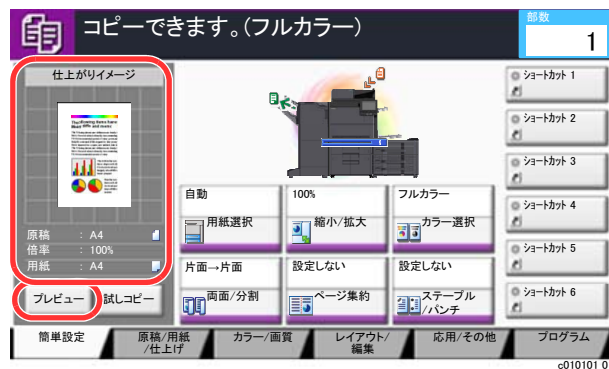 コピーできます。(フルカラー)
部数
1
仕上がりイメージ
原稿 : A4
倍率 : 100%
用紙 : A4
プレビュー
試しコピー
自動
用紙選択
100%
縮小/拡大
フルカラー
カラー選択
片面→片面
両面/分割
設定しない
ページ集約
設定しない
ステープル
/パンチ
ショートカット 1
ショートカット 2
ショートカット 3
ショートカット 4
ショートカット 5
ショートカット 6
簡単設定
原稿/用紙
/仕上げ
カラー/画質
レイアウト/
編集
応用/その他
プログラム
c010101 0